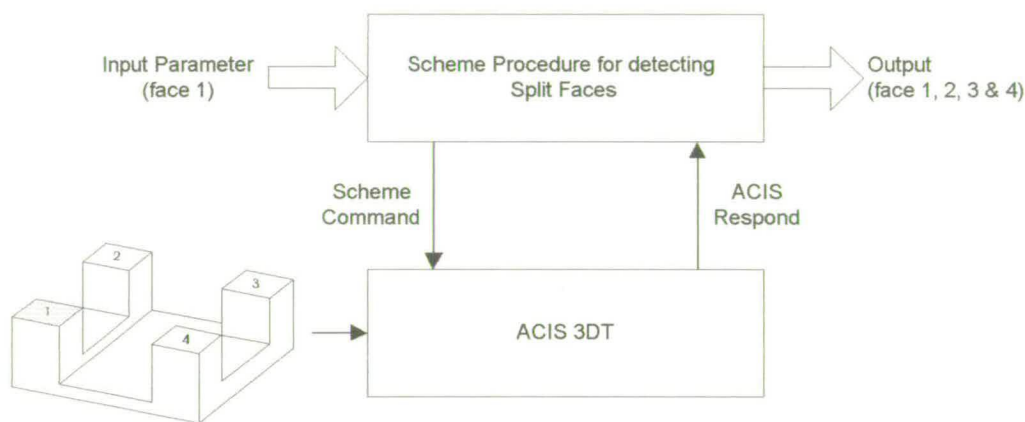 Input Parameter
(face 1)
Scheme Procedure for detecting
Split Faces
Output
(face 1, 2, 3 & 4)
Scheme
Command
ACIS
Respond
2
3
1
4
ACIS 3DT